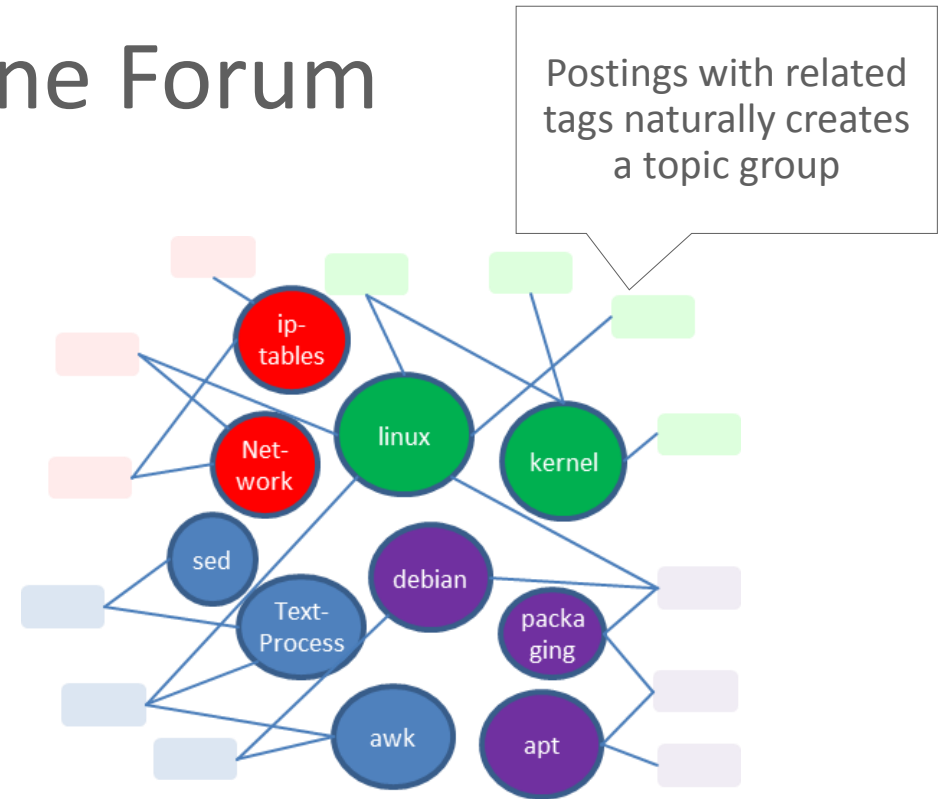 ne Forum
Postings with related
tags naturally creates
a topic group
ip-
tables
linux
Net-
work
kernel
sed
debian
Text-
Process
packa
ging
awk
apt